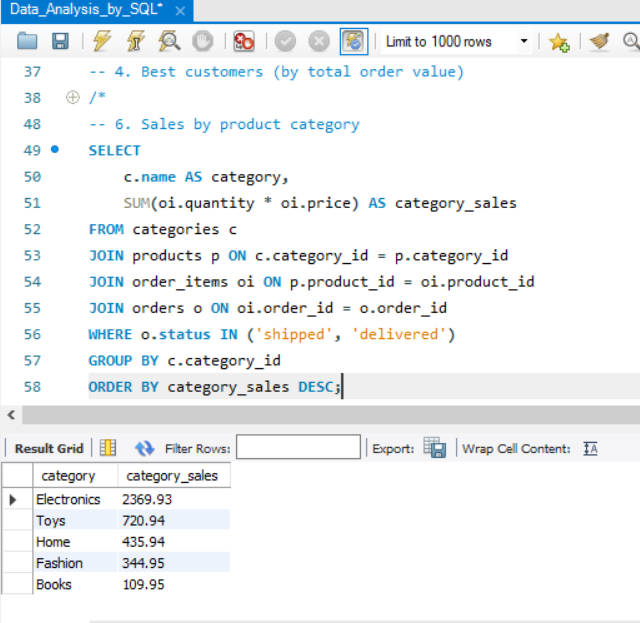 Data_Analysis_by_SQL* ×
Limit to 1000 rows
37 -- 4. Best customers (by total order value)
38 /*
48 -- 6. Sales by product category
49 SELECT
50 c.name AS category,
51 SUM(oi.quantity * oi.price) AS category_sales
52 FROM categories c
53 JOIN products p ON c.category_id = p.category_id
54 JOIN order_items oi ON p.product_id = oi.product_id
55 JOIN orders o ON oi.order_id = o.order_id
56 WHERE o.status IN ('shipped', 'delivered')
57 GROUP BY c.category_id
58 ORDER BY category_sales DESC;
Result Grid Filter Rows: Export: Wrap Cell Content: IA
category category_sales
Electronics 2369.93
Toys 720.94
Home 435.94
Fashion 344.95
Books 109.95